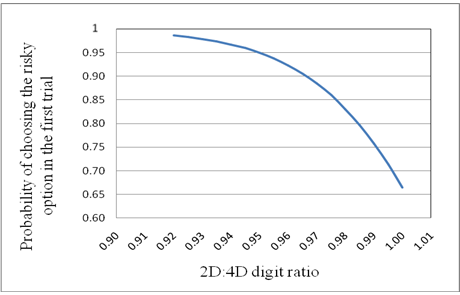 1
0.95
0.90
0.85
0.80
0.75
0.70
0.65
0.60
Probability of choosing the risky
option in the first trial
0.90 0.91 0.92 0.93 0.94 0.95 0.96 0.97 0.98 0.99 1.00 1.01
2D:4D digit ratio